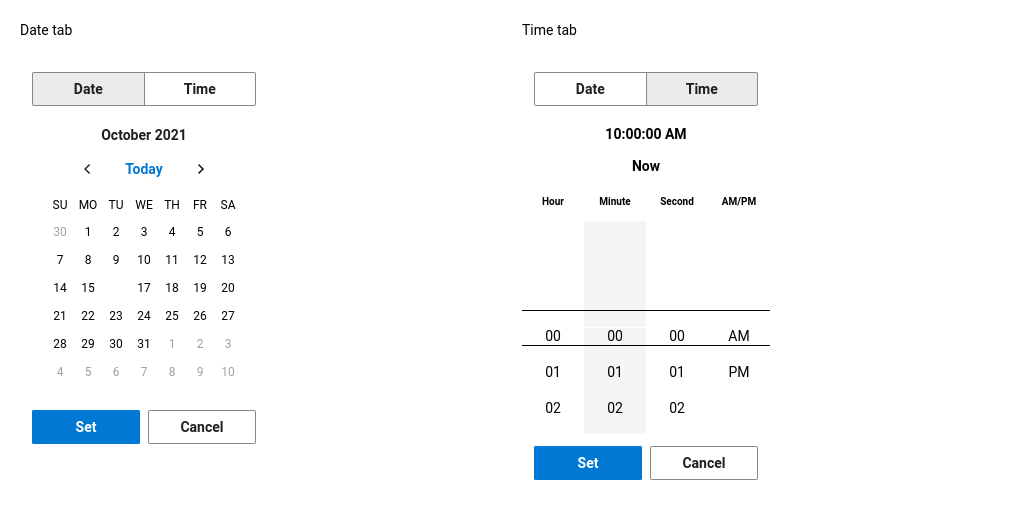 Date tab
Date Time
October 2021
Today
SU MO TU WE TH FR SA
30 1 2 3 4 5 6
7 8 9 10 11 12 13
14 15 17 18 19 20
21 22 23 24 25 26 27
28 29 30 31 1 2 3
4 5 6 7 8 9 10
Set Cancel
Time tab
Date Time
10:00:00 AM
Now
Hour Minute Second AM/PM
00 00 00 AM
01 01 01 PM
02 02 02
Set Cancel